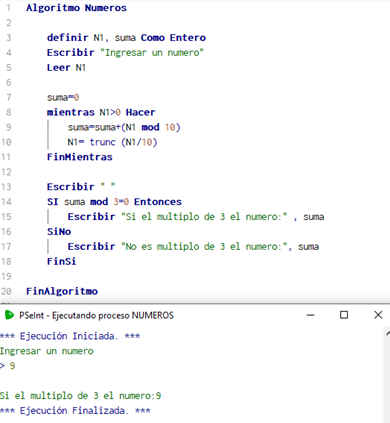 1 Algoritmo Numeros
2
3 definir N1, suma Como Entero
4 Escribir "Ingresar un numero"
5 Leer N1
6
7 suma=0
8 mientras N1>0 Hacer
9 suma=suma+(N1 mod 10)
10 N1= trunc (N1/10)
11 FinMientras
12
13 Escribir " "
14 SI suma mod 3=0 Entonces
15 Escribir "Si el multiplo de 3 el numero:" , suma
16 SiNo
17 Escribir "No es multiplo de 3 el numero:", suma
18 FinSi
19
20 FinAlgoritmo
PSeInt - Ejecutando proceso NUMEROS
*** Ejecución Iniciada. ***
Ingresar un numero
> 9
Si el multiplo de 3 el numero:9
*** Ejecución Finalizada. ***